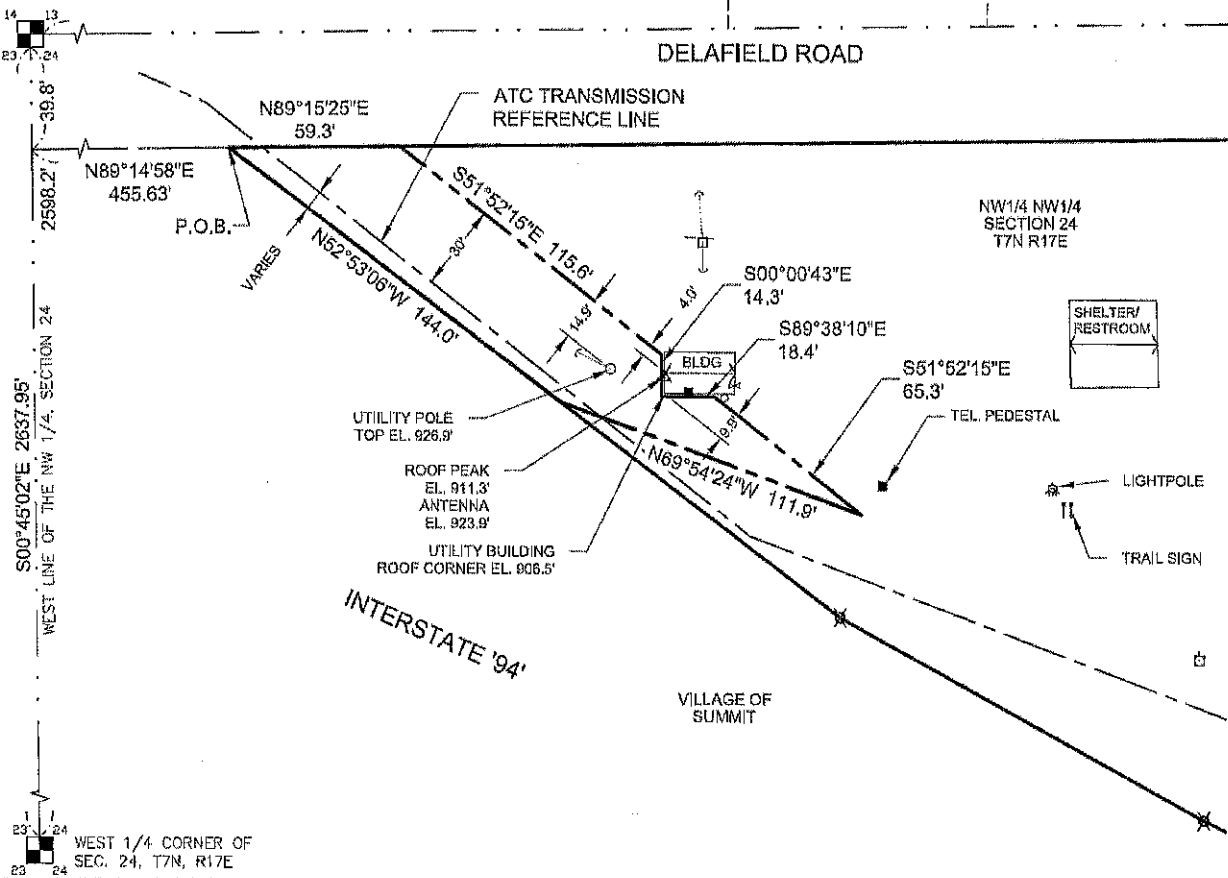 14 13
23 24
DELAFIELD ROAD
39.8'
N89°15'25"E
59.3'
ATC TRANSMISSION
REFERENCE LINE
N89°14'58"E
455.63'
2598.2'
P.O.B.
VARIES
S51°52'15"E 115.6'
30'
N52°53'06"W 144.0'
14.9'
4.0'
NW1/4 NW1/4
SECTION 24
T7N R17E
S00°00'43"E
14.3'
S89°38'10"E
18.4'
SHELTER/
RESTROOM
BLDG
S51°52'15"E
65.3'
TEL. PEDESTAL
UTILITY POLE
TOP EL. 926.9'
9.5'
N69°54'24"W 111.9'
ROOF PEAK
EL. 911.3'
ANTENNA
EL. 923.9'
LIGHTPOLE
UTILITY BUILDING
ROOF CORNER EL. 906.5'
TRAIL SIGN
S00°45'02"E 2637.95'
WEST LINE OF THE NW 1/4, SECTION 24
INTERSTATE '94'
VILLAGE OF
SUMMIT
23 24
23 24
WEST 1/4 CORNER OF
SEC. 24, T7N, R17E